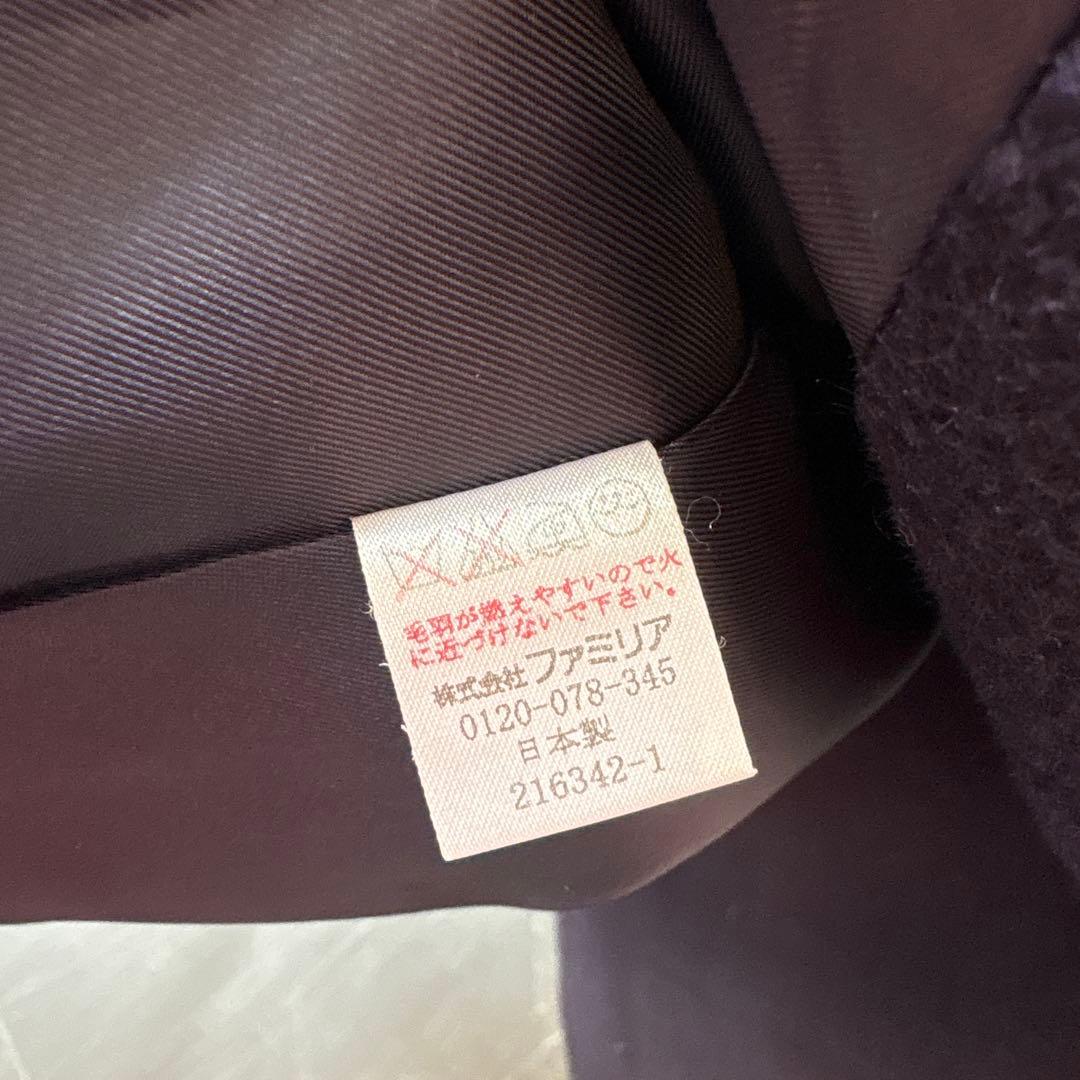 毛羽が燃えやすいので火
に近づけないで下さい。
株式会社ファミリア
0120-078-345
日本製
216342-1